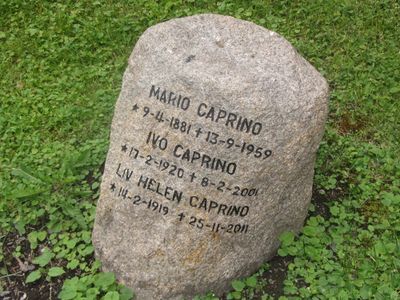 MARIO CAPRINO
*9-4-1881 †13-9-1959
IVO CAPRINO
*17-2-1920 †8-2-2001
LIV HELEN CAPRINO
*14-2-1919 †25-11-2011